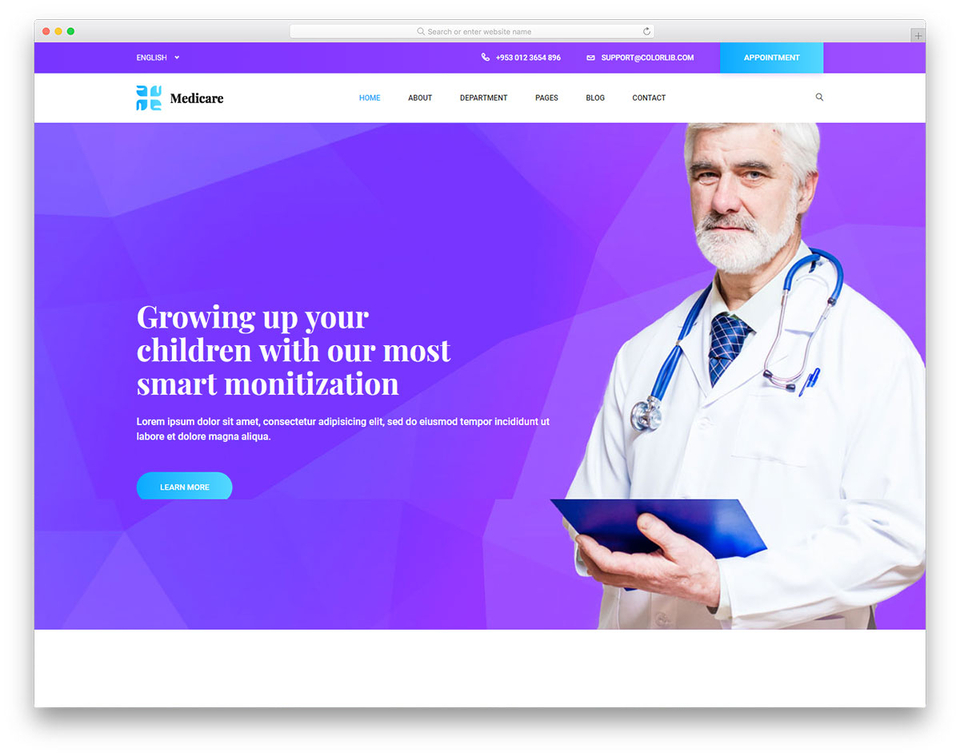 Search or enter website name
ENGLISH +953 012 3654 896 SUPPORT@COLORLIB.COM APPOINTMENT
Medicare HOME ABOUT DEPARTMENT PAGES BLOG CONTACT
Growing up your
children with our most
smart monitization
Lorem ipsum dolor sit amet, consectetur adipisicing elit, sed do eiusmod tempor incididunt ut
labore et dolore magna aliqua.
LEARN MORE